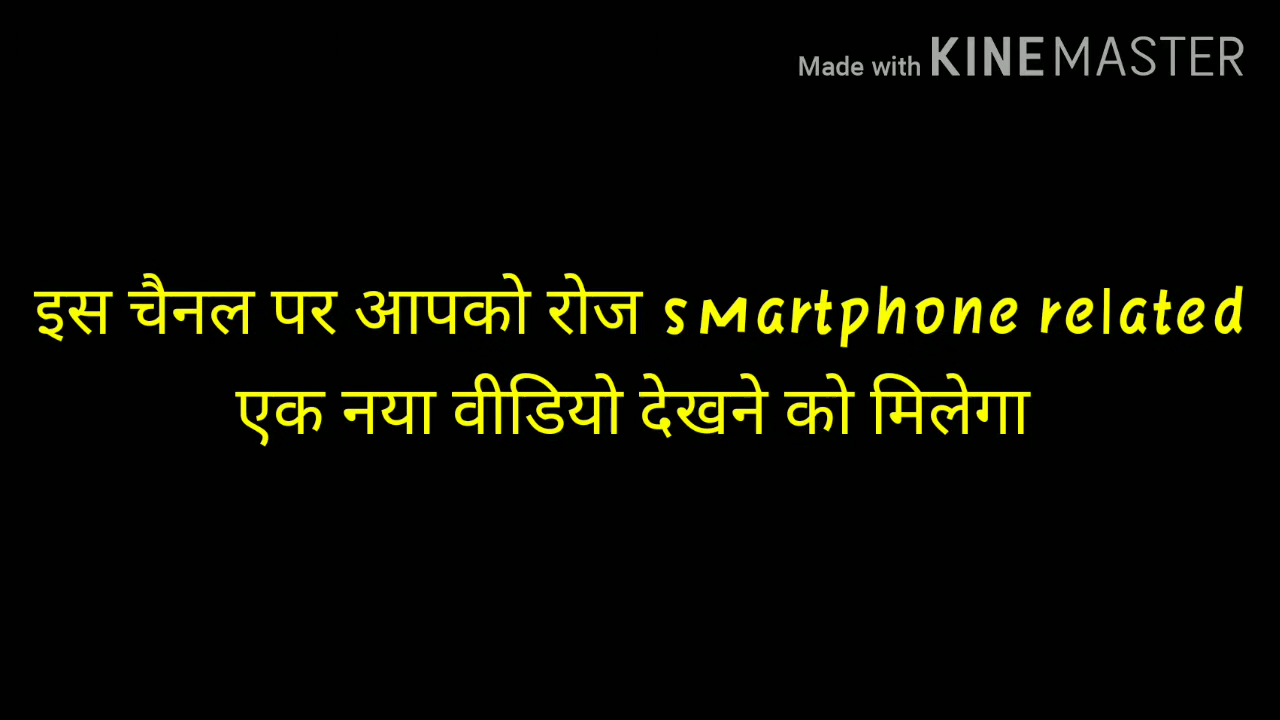 Made with KINEMASTER
इस चैनल पर आपको रोज smartphone related
एक नया वीडियो देखने को मिलेगा